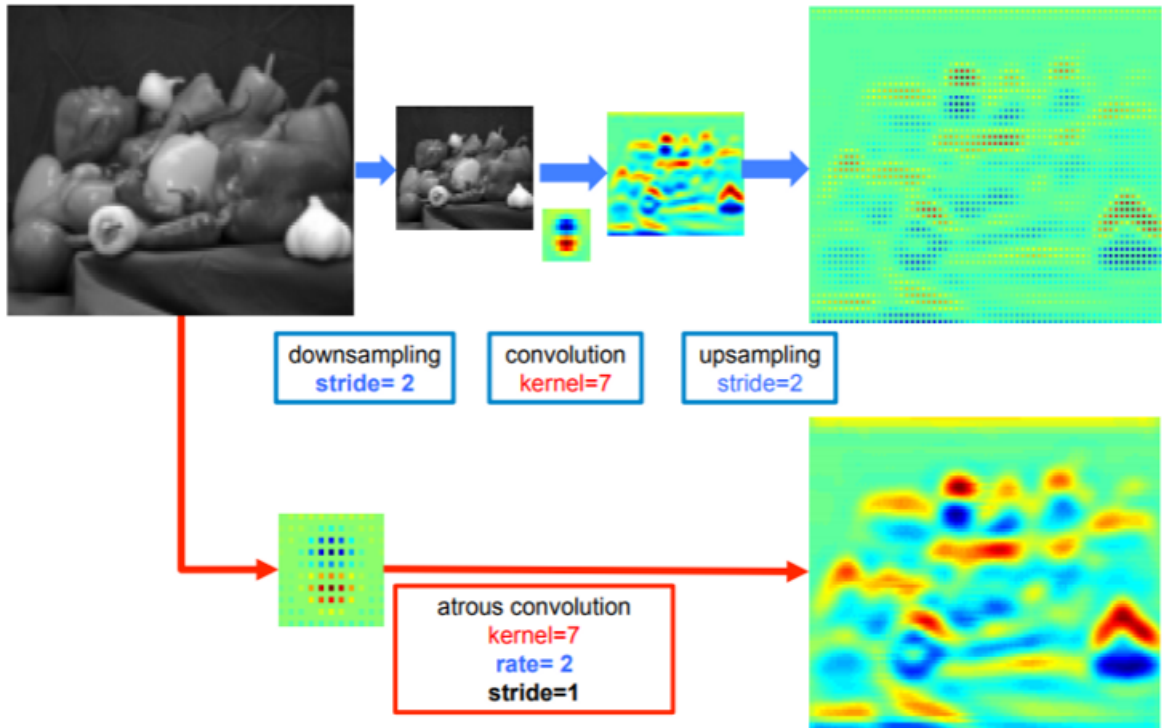 downsampling
stride= 2
convolution
kernel=7
upsampling
stride=2
atrous convolution
kernel=7
rate= 2
stride=1